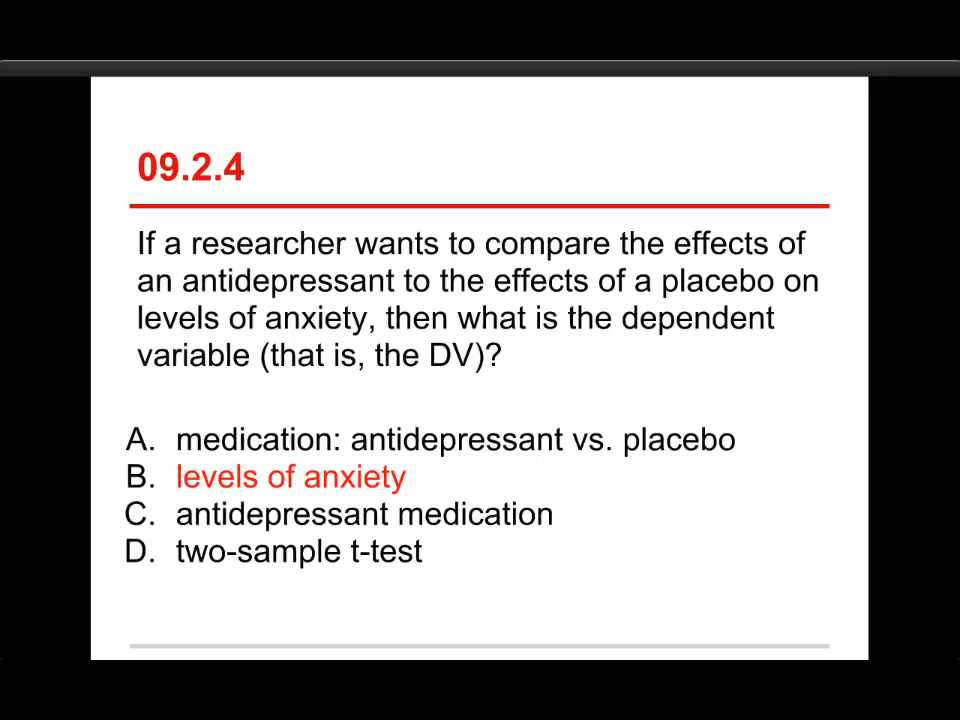 09.2.4
If a researcher wants to compare the effects of
an antidepressant to the effects of a placebo on
levels of anxiety, then what is the dependent
variable (that is, the DV)?
A. medication: antidepressant vs. placebo
B. levels of anxiety
C. antidepressant medication
D. two-sample t-test